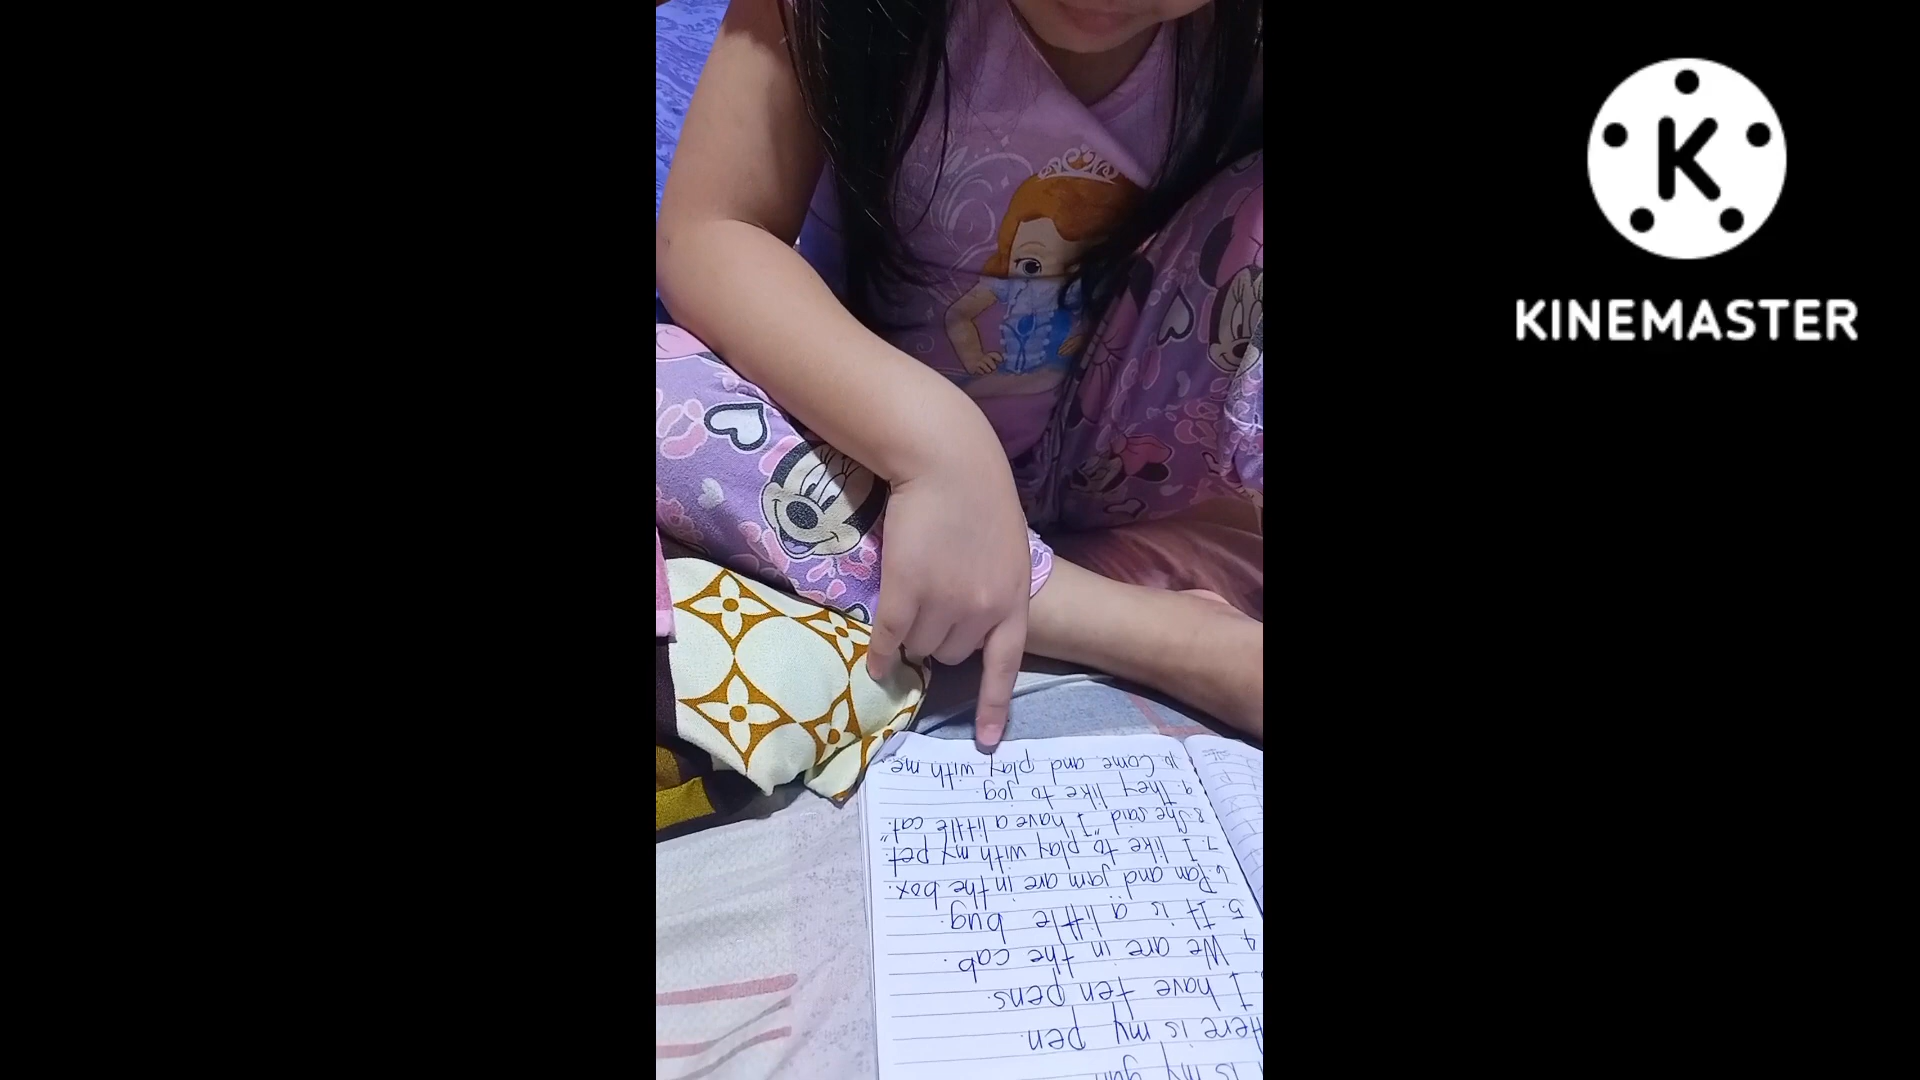 is my
Here is my pen.
I have ten pens.
4. We are in the cab.
5. It is a little bug.
6. Pam and jam are in the box.
7. I like to play with my pet.
8. She said "I have a little cat."
9. They like to jog.
10. Come and play with me.
K
KINEMASTER